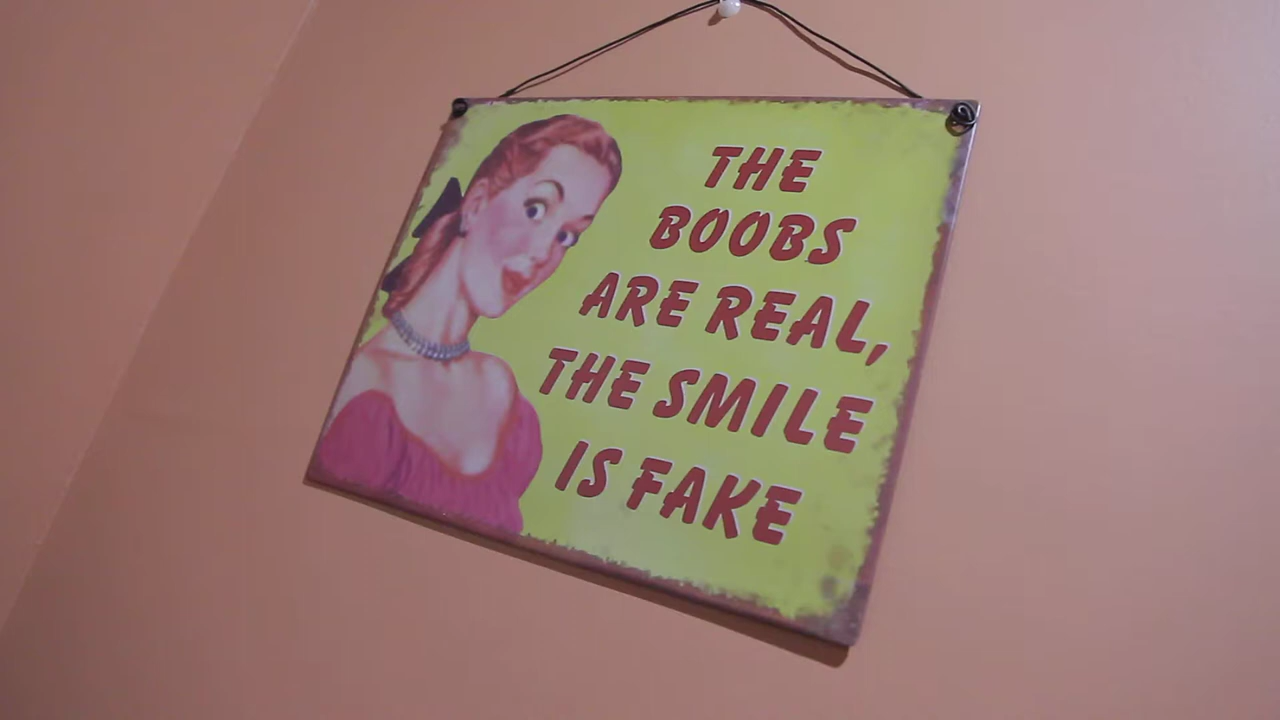 THE
BOOBS
ARE REAL,
THE SMILE
IS FAKE